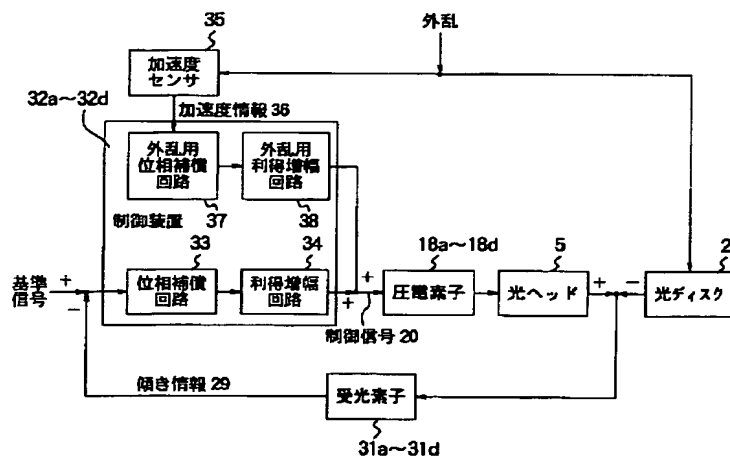 35
外乱
加速度
センサ
32a～32d
加速度情報 36
外乱用
位相補償
回路
外乱用
利得増幅
回路
制御装置
37
38
33
34
18a～18d
5
2
基準
信号
+
−
位相補償
回路
利得増幅
回路
+
+
圧電素子
光ヘッド
+
−
光ディスク
制御信号 20
傾き情報 29
受光素子
31a～31d